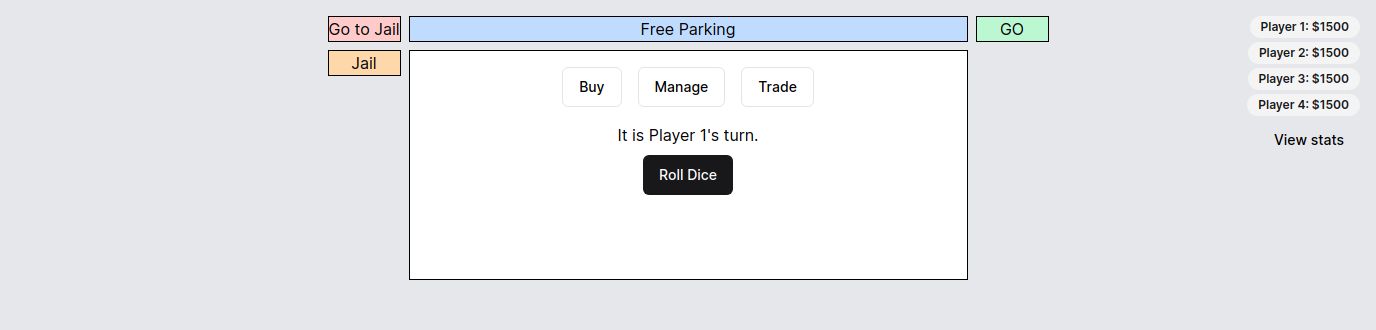 Go to Jail
Free Parking
GO
Jail
Buy
Manage
Trade
It is Player 1's turn.
Roll Dice
Player 1: $1500
Player 2: $1500
Player 3: $1500
Player 4: $1500
View stats